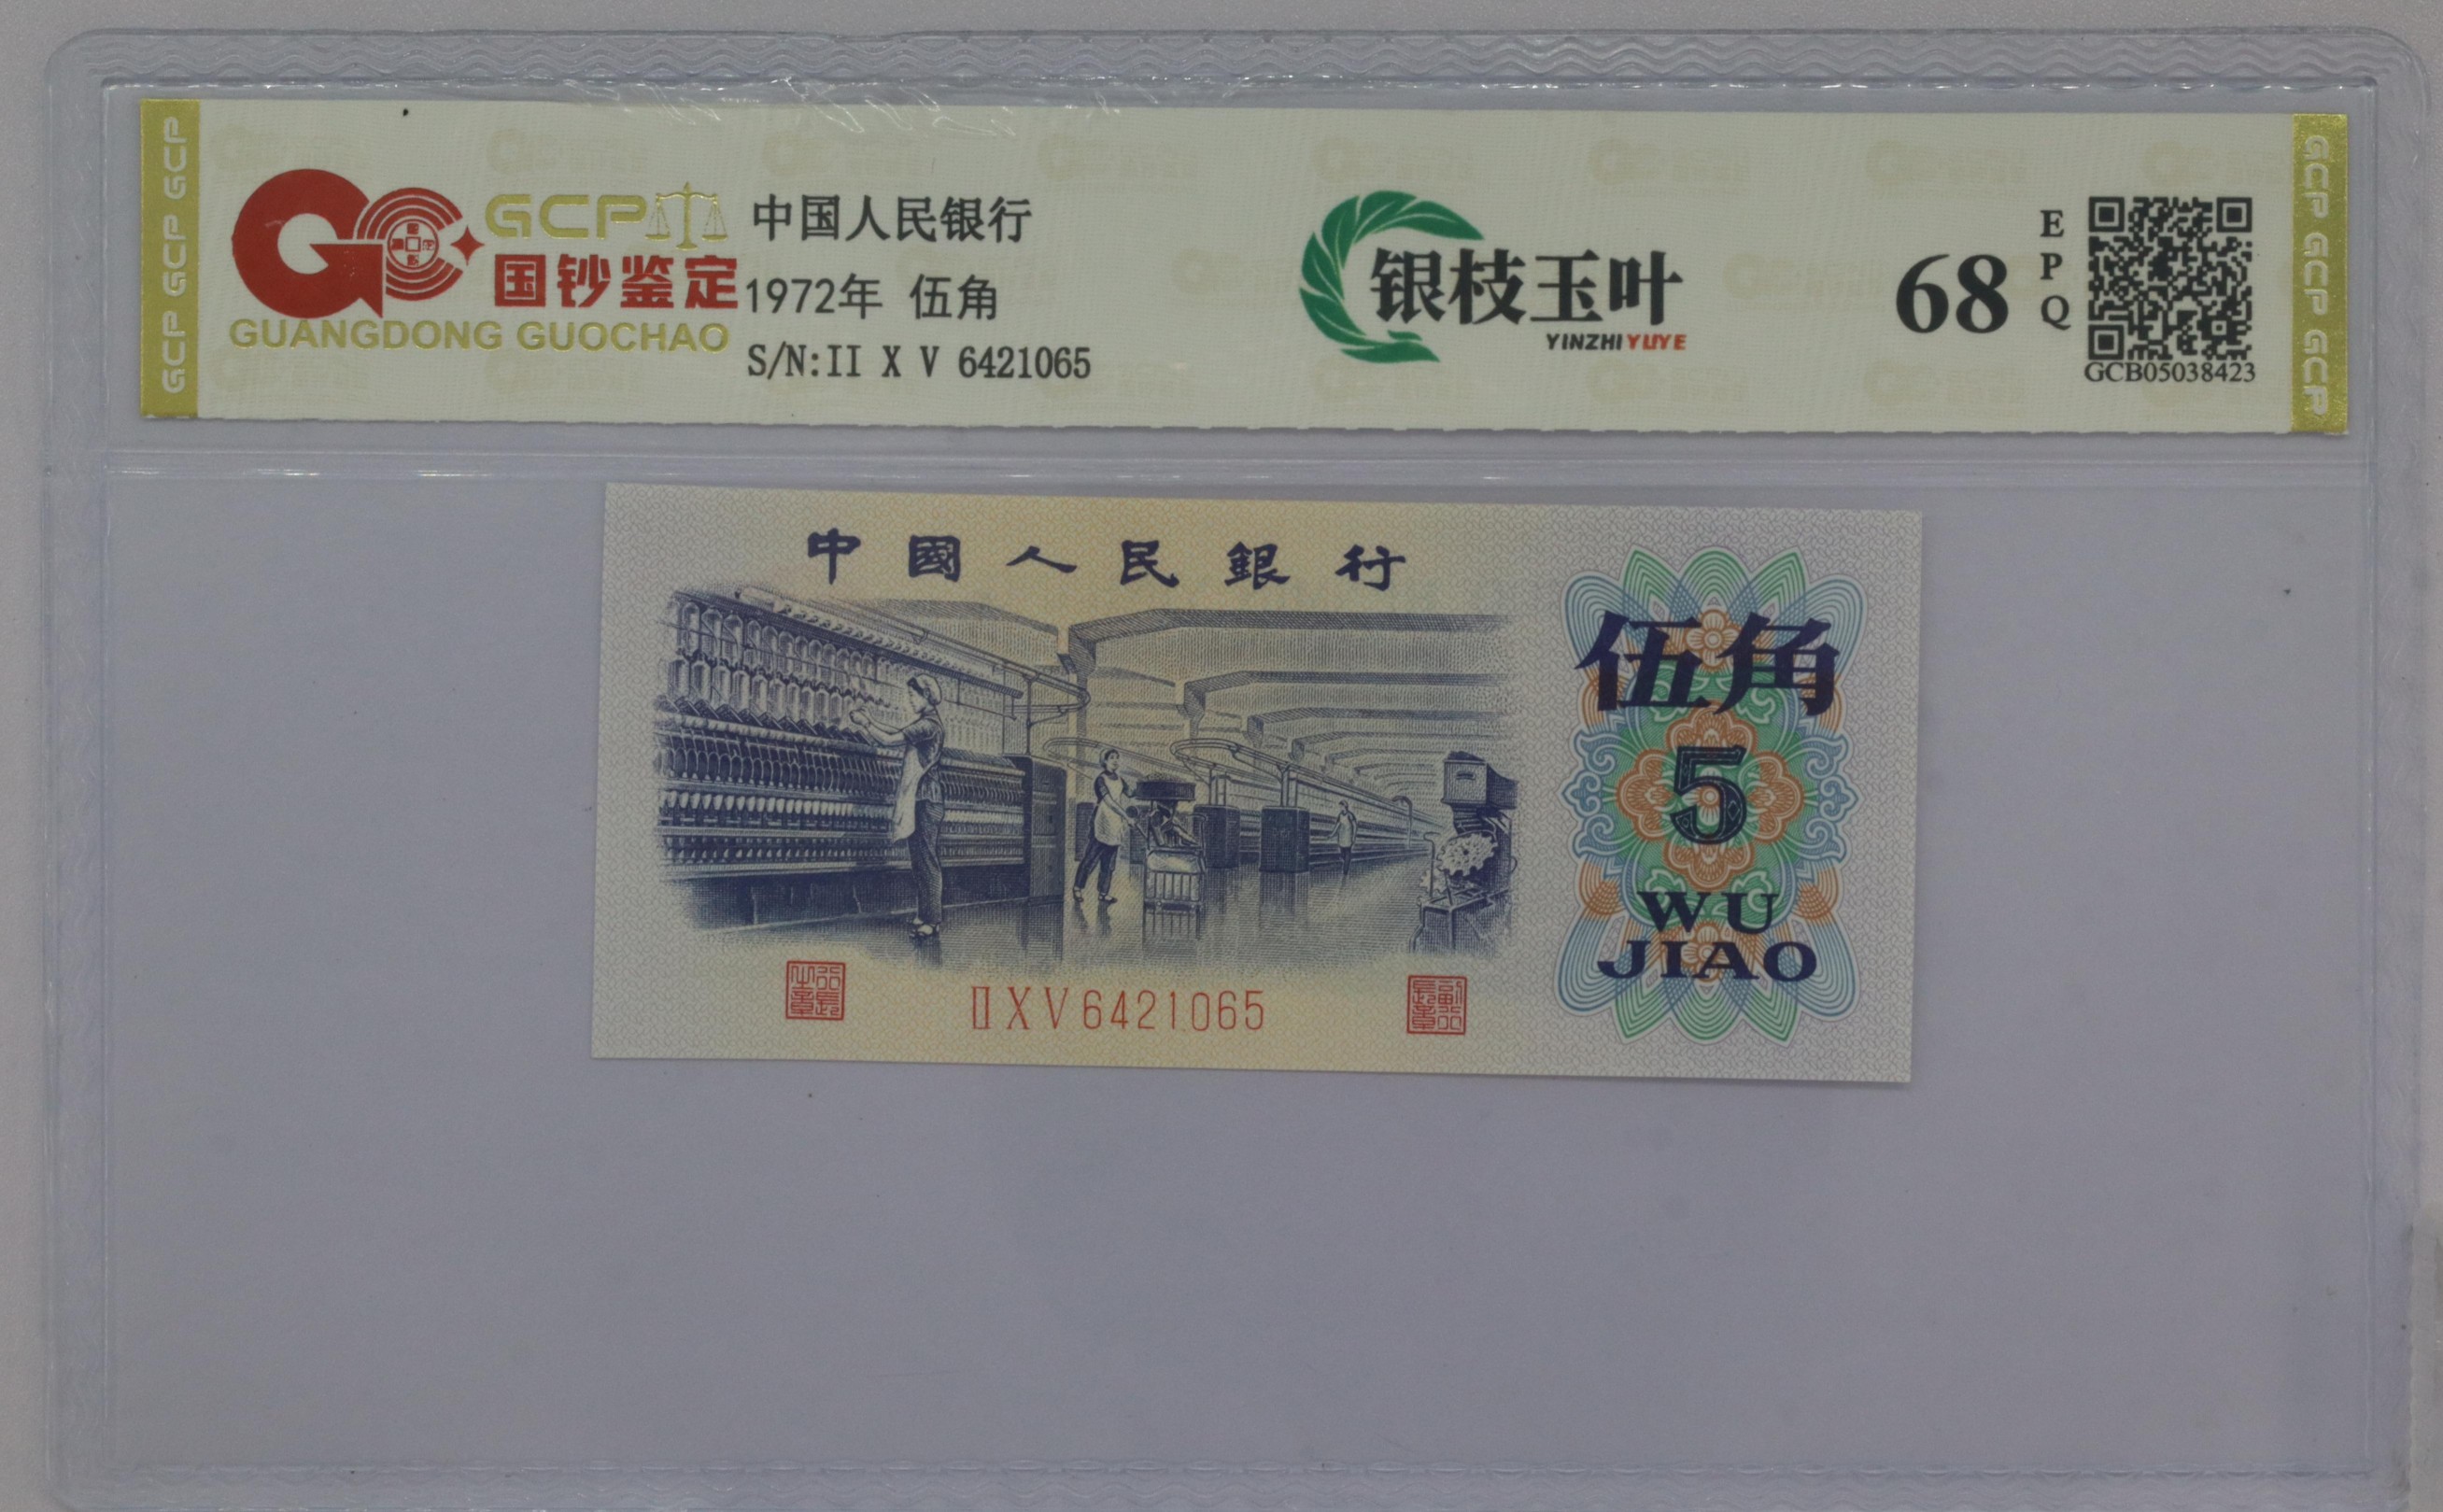 GCP GCP GCP
GCP
国钞鉴定
GUANGDONG GUOCHAO
中国人民银行
1972年 伍角
S/N:II X V 6421065
银枝玉叶
YINZHIYUYE
68
EPQ
GCB05038423
GCP GCP GCP
中國人民銀行
伍角
5
WU
JIAO
ⅡⅩⅤ6421065